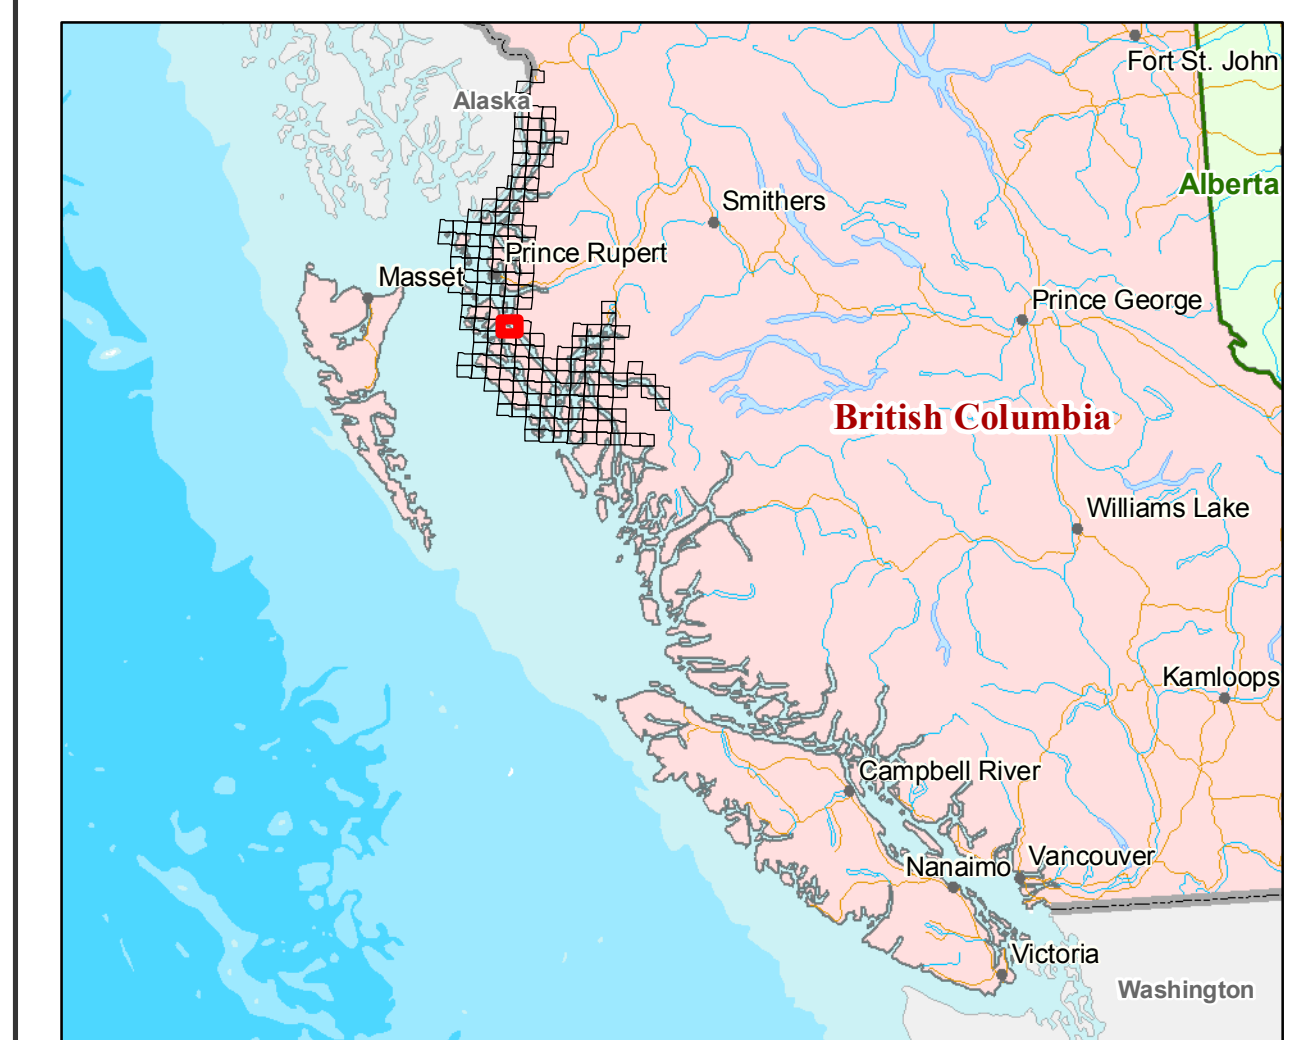 Fort St. John
Alaska
Alberta
Smithers
Prince Rupert
Masset
Prince George
British Columbia
Williams Lake
Kamloops
Campbell River
Vancouver
Nanaimo
Victoria
Washington